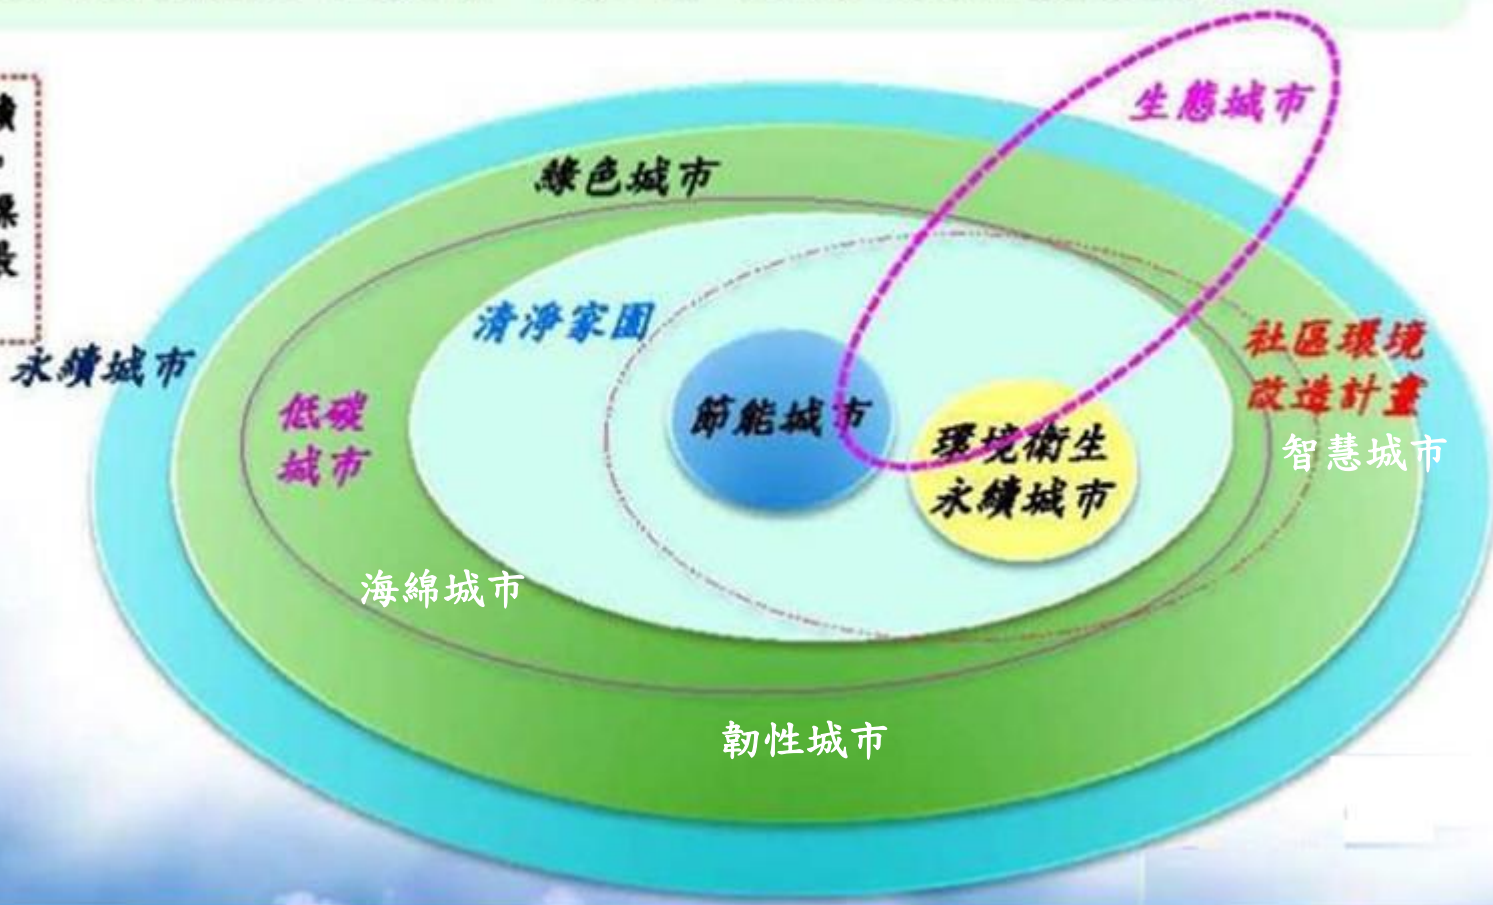 生態城市
綠色城市
清淨家園
永續城市
社區環境
改造計畫
低碳
城市
節能城市
環境衛生
永續城市
智慧城市
海綿城市
韌性城市